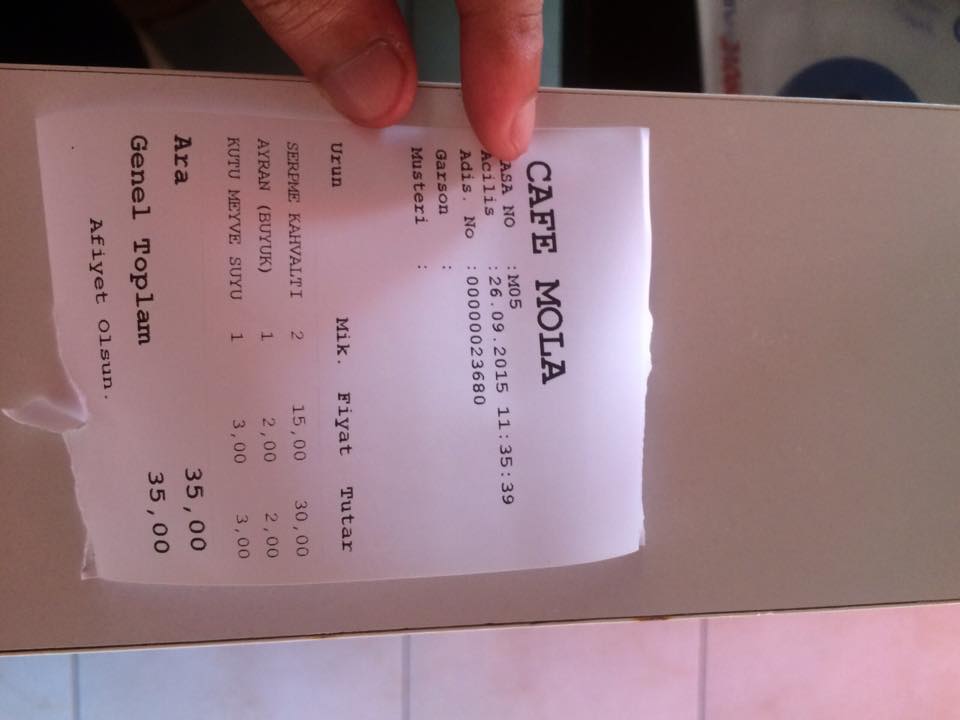 CAFE MOLA
ASA NO :M05
Acilis :26.09.2015 11:35:39
Adis. No :00000023680
Garson :
Musteri :
Urun Mik. Fiyat Tutar
SERPME KAHVALTI 2 15,00 30,00
AYRAN (BUYUK) 1 2,00 2,00
KUTU MEYVE SUYU 1 3,00 3,00
Ara 35,00
Genel Toplam 35,00
Afiyet Olsun.